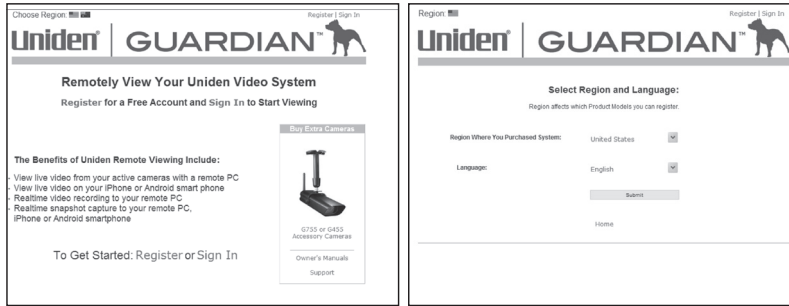 Choose Region:
Register | Sign In
Uniden® GUARDIAN™
Remotely View Your Uniden Video System
Register for a Free Account and Sign In to Start Viewing
The Benefits of Uniden Remote Viewing Include:
- View live video from your active cameras with a remote PC
- View live video on your iPhone or Android smart phone
- Realtime video recording to your remote PC
- Realtime snapshot capture to your remote PC,
iPhone or Android smartphone
To Get Started: Register or Sign In
Buy Extra Cameras
G755 or G455
Accessory Cameras
Owner's Manuals
Support
Region:
Register | Sign In
Uniden® GUARDIAN™
Select Region and Language:
Region affects which Product Models you can register.
Region Where You Purchased System: United States
Language: English
Submit
Home